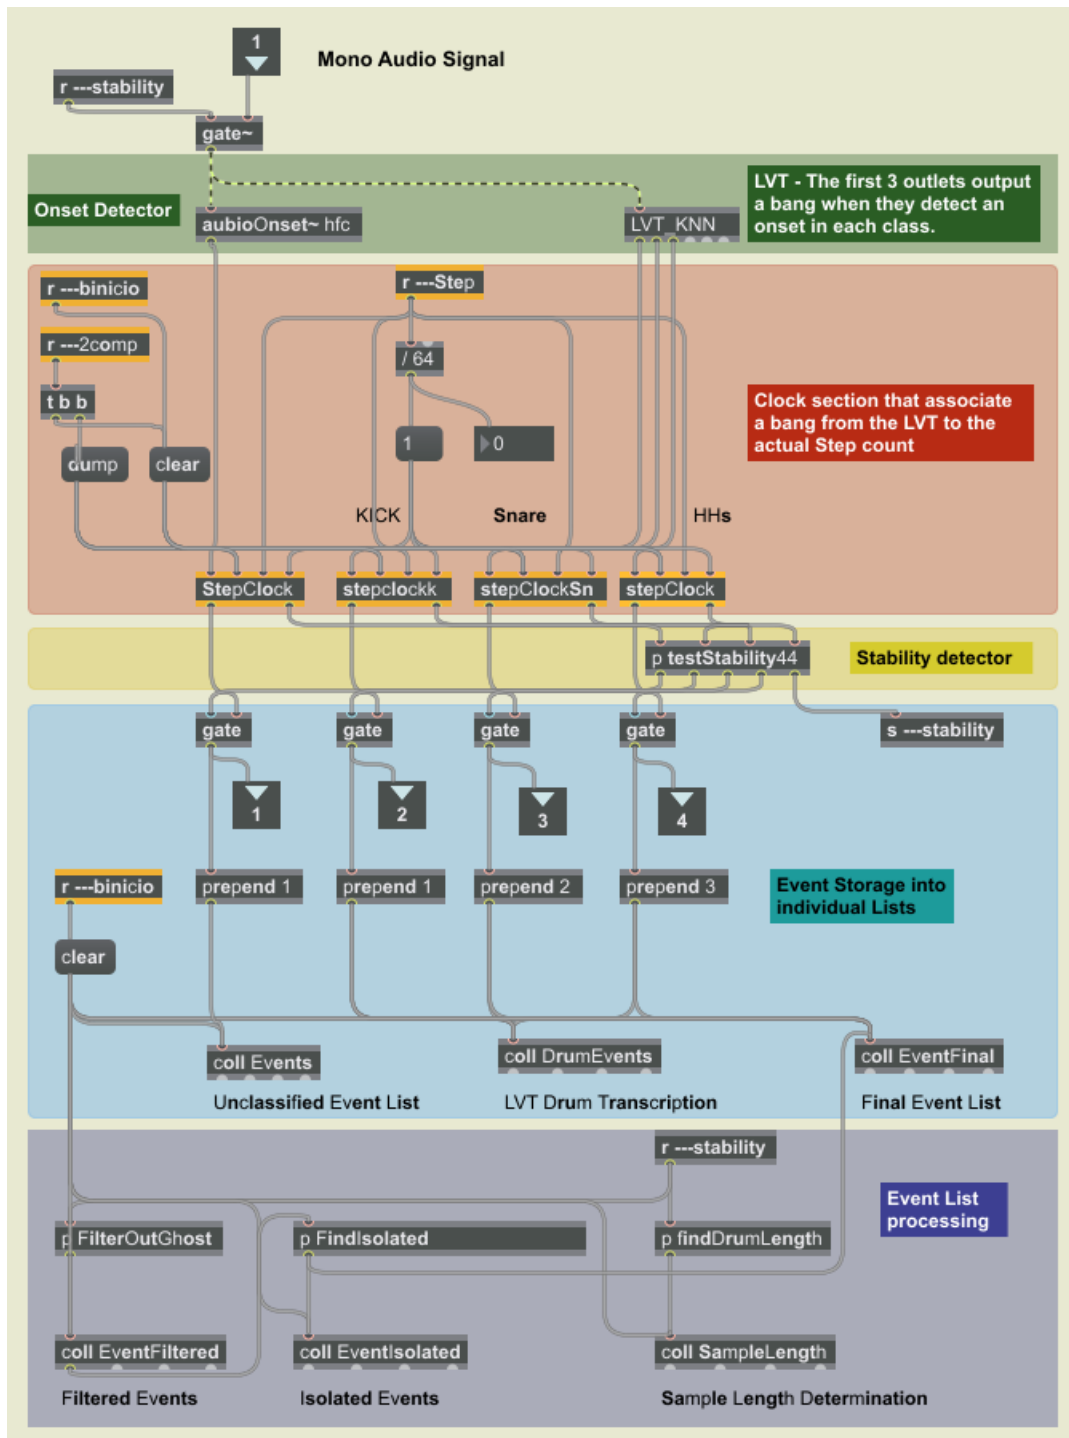 1
Mono Audio Signal
r ---stability
gate~
Onset Detector
aubioOnset~ hfc
LVT_KNN
LVT - The first 3 outlets output
a bang when they detect an
onset in each class.
r ---binicio
r ---Step
r ---2comp
/ 64
t b b
dump
clear
1
0
Clock section that associate
a bang from the LVT to the
actual Step count
KICK
Snare
HHs
StepClock
stepclockk
stepClockSn
stepClock
p testStability44
Stability detector
gate
gate
gate
gate
s ---stability
1
2
3
4
r ---binicio
prepend 1
prepend 1
prepend 2
prepend 3
Event Storage into
individual Lists
clear
coll Events
coll DrumEvents
coll EventFinal
Unclassified Event List
LVT Drum Transcription
Final Event List
r ---stability
Event List
processing
p FilterOutGhost
p FindIsolated
p findDrumLength
coll EventFiltered
coll EventIsolated
coll SampleLength
Filtered Events
Isolated Events
Sample Length Determination